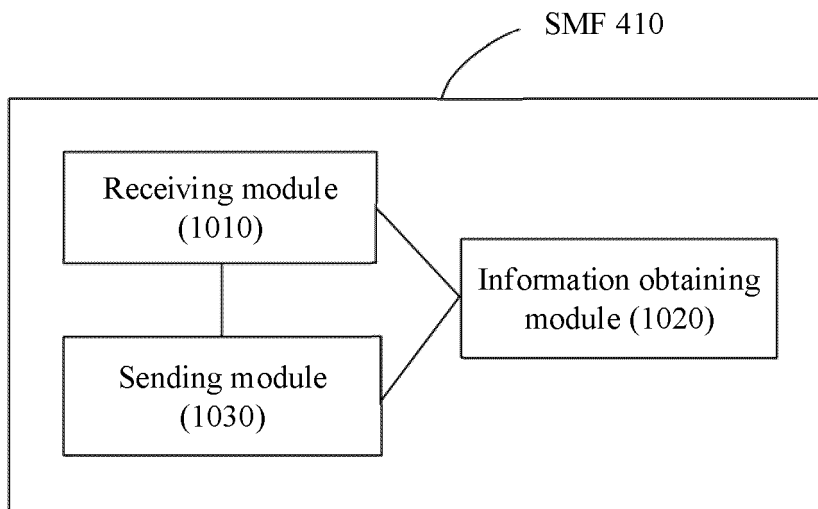 SMF 410
Receiving module
(1010)
Information obtaining
module (1020)
Sending module
(1030)